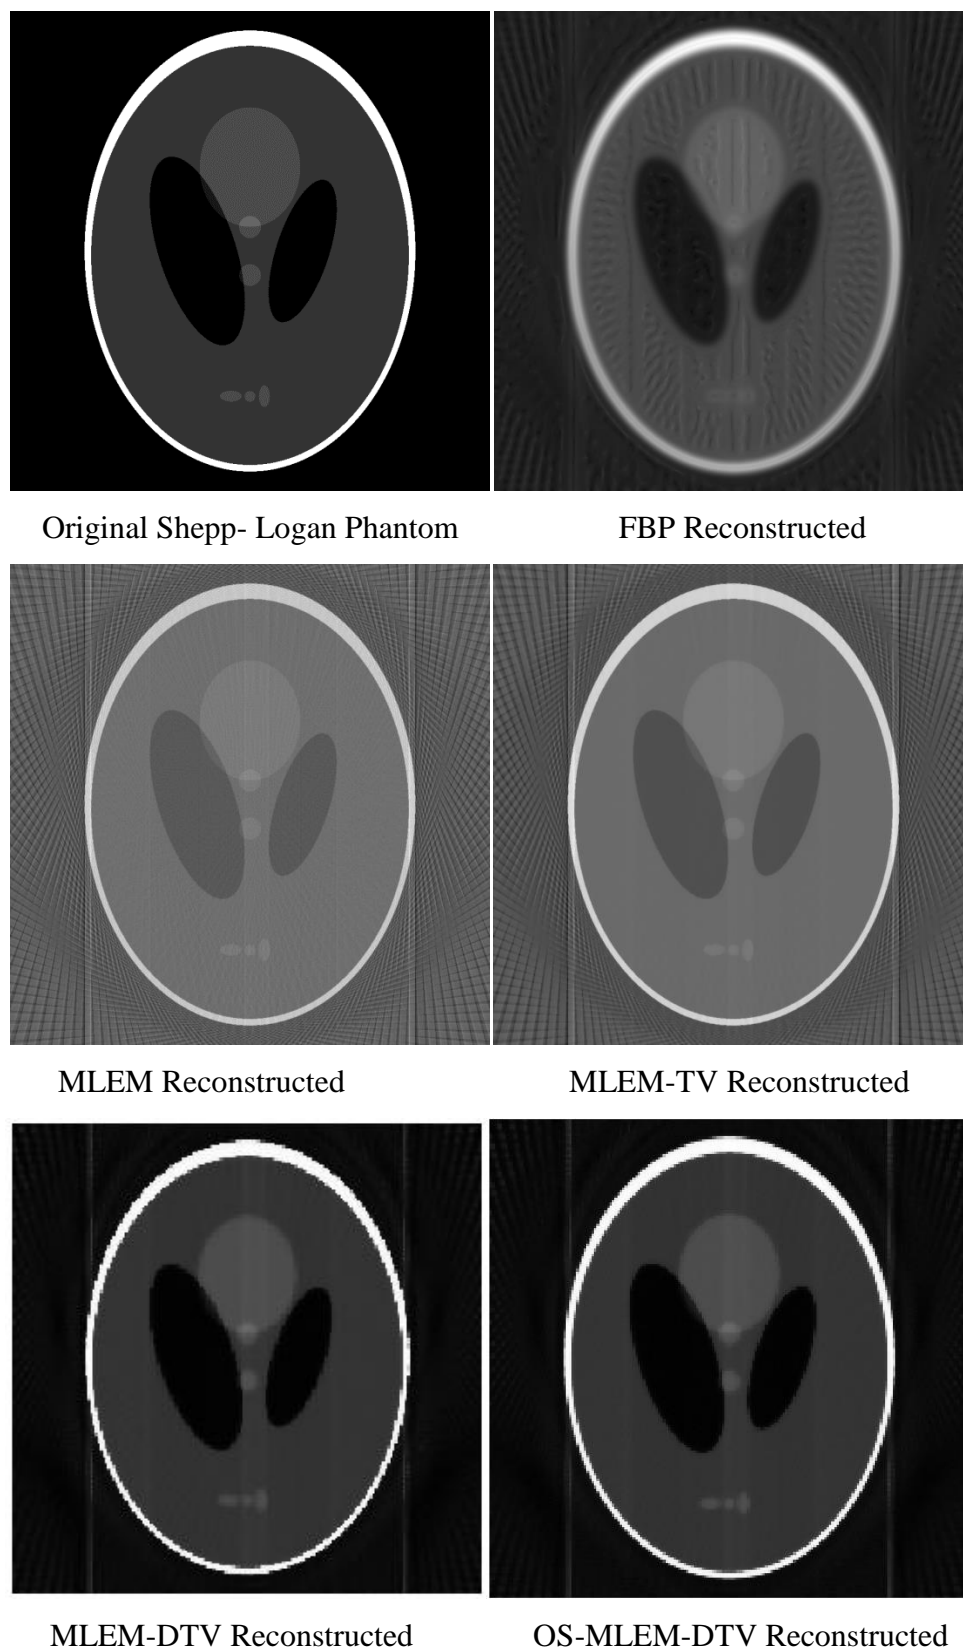 Original Shepp- Logan Phantom
FBP Reconstructed
MLEM Reconstructed
MLEM-TV Reconstructed
MLEM-DTV Reconstructed
OS-MLEM-DTV Reconstructed